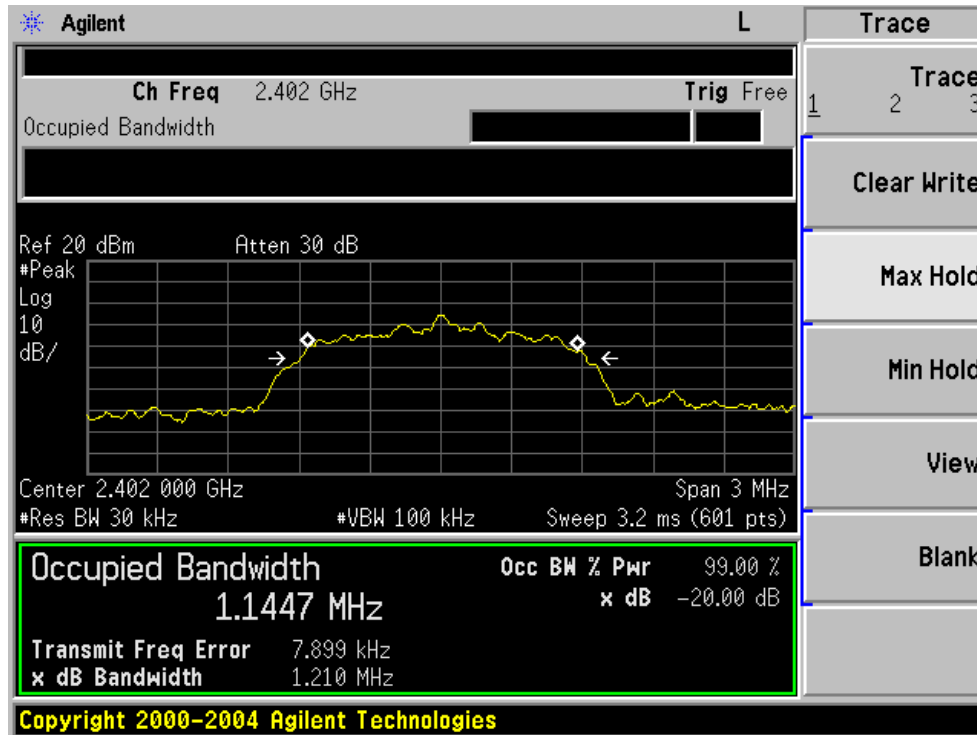 Agilent L Trace
Ch Freq 2.402 GHz Trig Free
Occupied Bandwidth
Ref 20 dBm Atten 30 dB
#Peak
Log
10
dB/
Center 2.402 000 GHz Span 3 MHz
#Res BW 30 kHz #VBW 100 kHz Sweep 3.2 ms (601 pts)
Occupied Bandwidth
1.1447 MHz
Occ BW % Pwr 99.00 %
x dB -20.00 dB
Transmit Freq Error 7.899 kHz
x dB Bandwidth 1.210 MHz
Copyright 2000-2004 Agilent Technologies
Trace
1 2 3
Clear Write
Max Hold
Min Hold
View
Blank